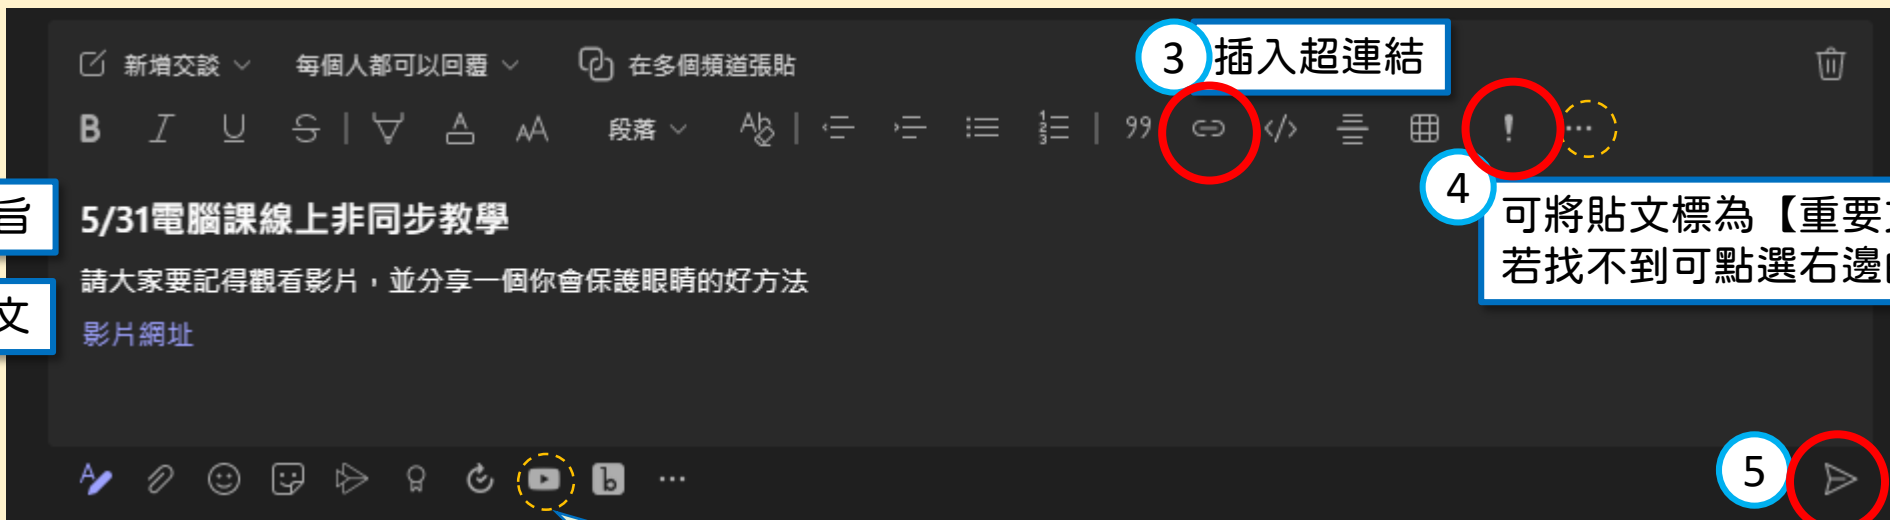 新增交談 每個人都可以回覆 在多個頻道張貼
3 插入超連結
B I U S A AA 段落 Ab 99 </> ! ...
4
可將貼文標為【重要
若找不到可點選右邊
旨
5/31電腦課線上非同步教學
請大家要記得觀看影片，並分享一個你會保護眼睛的好方法
文
影片網址
5